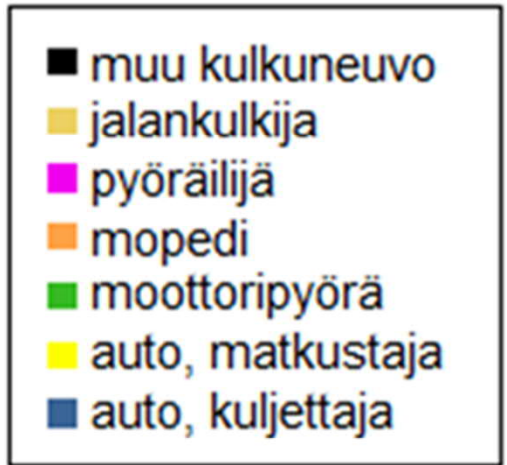 muu kulkuneuvo
jalankulkija
pyöräilijä
mopedi
moottoripyörä
auto, matkustaja
auto, kuljettaja